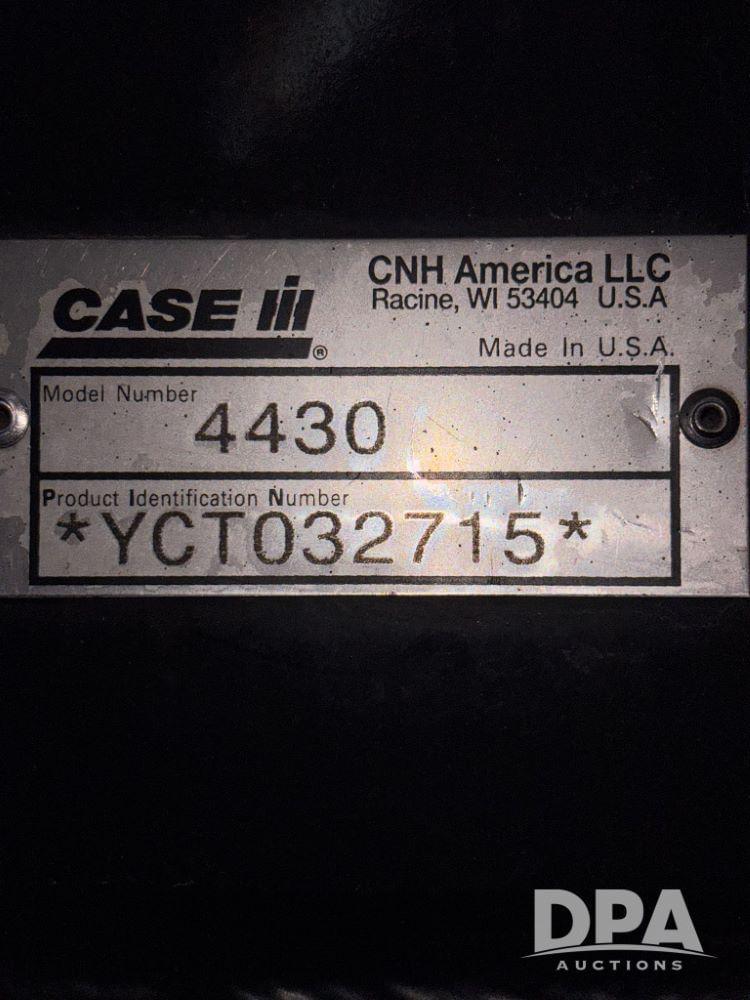 CASE IH ®
CNH America LLC
Racine, WI 53404 U.S.A
Made In U.S.A.
Model Number
4430
Product Identification Number
*YCT032715*
DPA
AUCTIONS